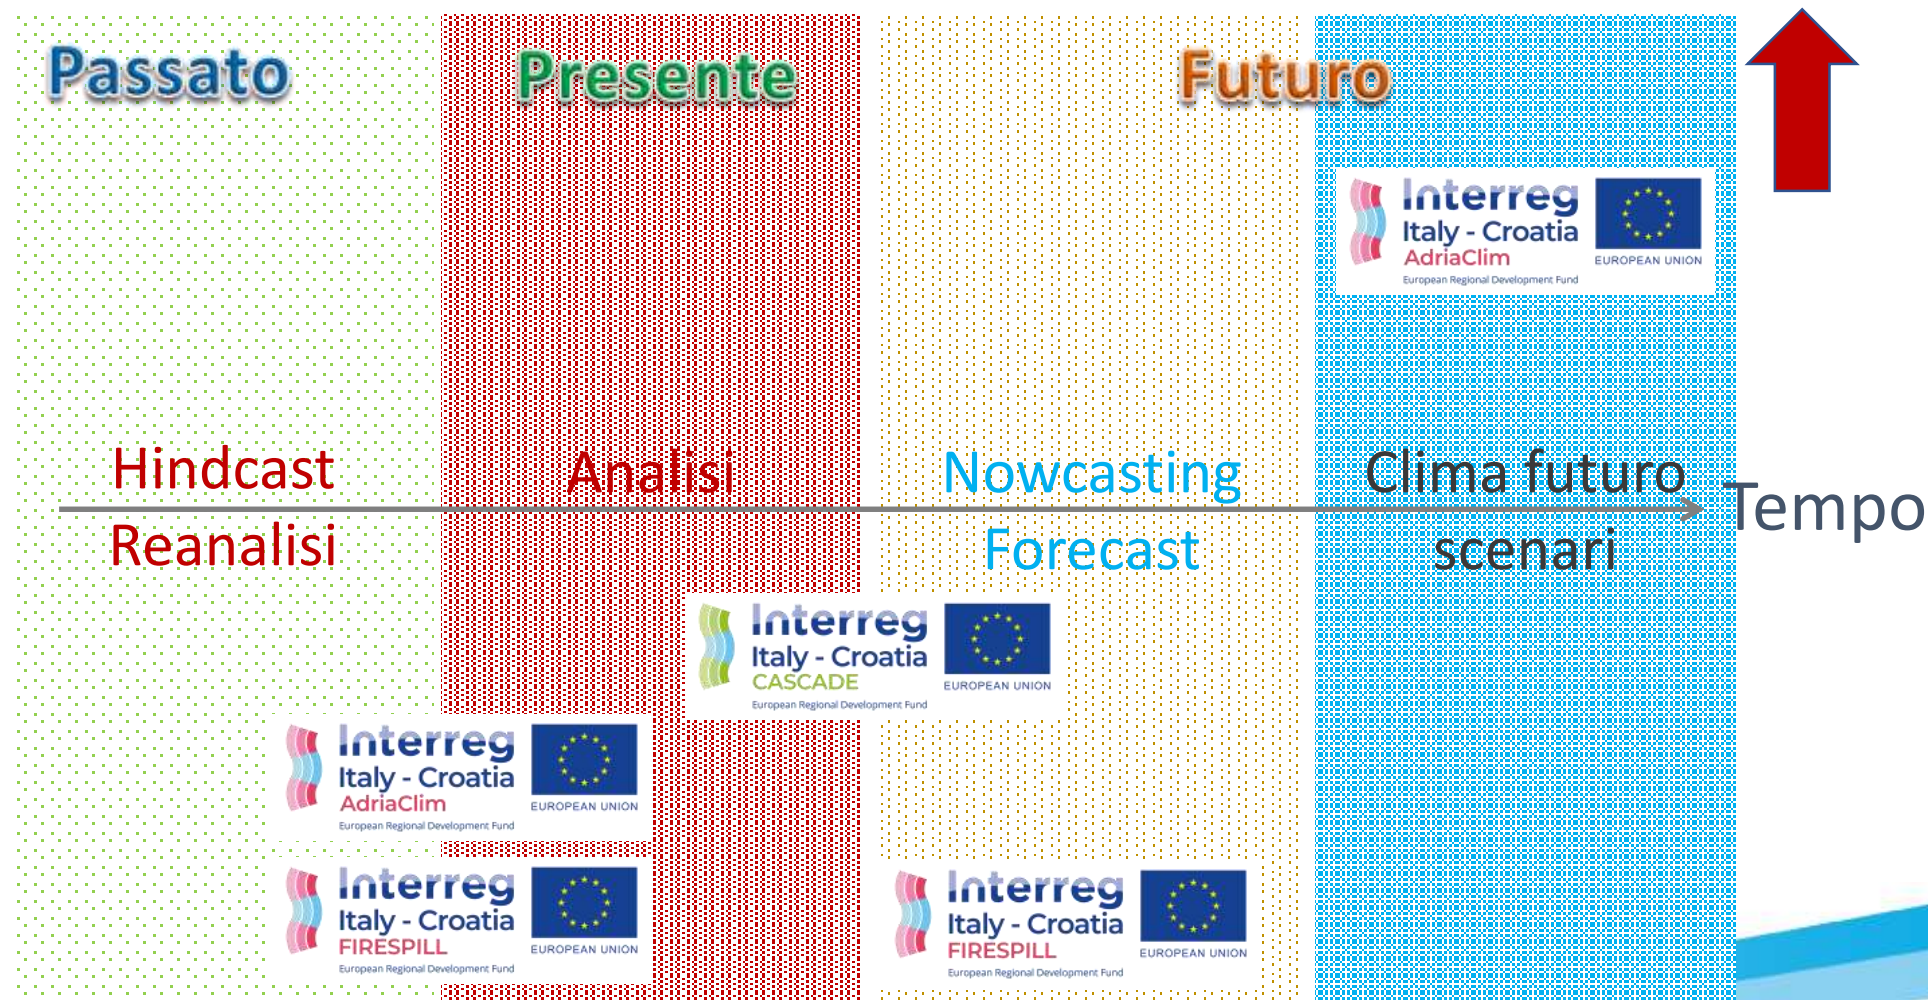 Passato
Presente
Futuro
Interreg
Italy - Croatia
AdriaClim
European Regional Development Fund
EUROPEAN UNION
Hindcast
Reanalisi
Analisi
Nowcasting
Forecast
Clima futuro
scenari
Tempo
Interreg
Italy - Croatia
CASCADE
European Regional Development Fund
EUROPEAN UNION
Interreg
Italy - Croatia
AdriaClim
European Regional Development Fund
EUROPEAN UNION
Interreg
Italy - Croatia
FIRESPILL
European Regional Development Fund
EUROPEAN UNION
Interreg
Italy - Croatia
FIRESPILL
European Regional Development Fund
EUROPEAN UNION